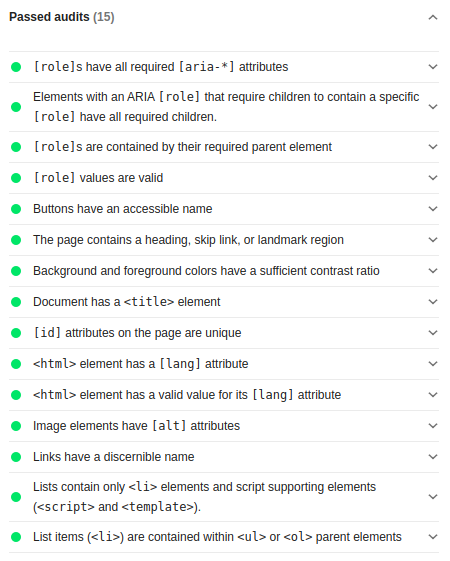 Passed audits (15)
[role]s have all required [aria-*] attributes
Elements with an ARIA [role] that require children to contain a specific
[role] have all required children.
[role]s are contained by their required parent element
[role] values are valid
Buttons have an accessible name
The page contains a heading, skip link, or landmark region
Background and foreground colors have a sufficient contrast ratio
Document has a <title> element
[id] attributes on the page are unique
<html> element has a [lang] attribute
<html> element has a valid value for its [lang] attribute
Image elements have [alt] attributes
Links have a discernible name
Lists contain only <li> elements and script supporting elements
(<script> and <template>).
List items (<li>) are contained within <ul> or <ol> parent elements